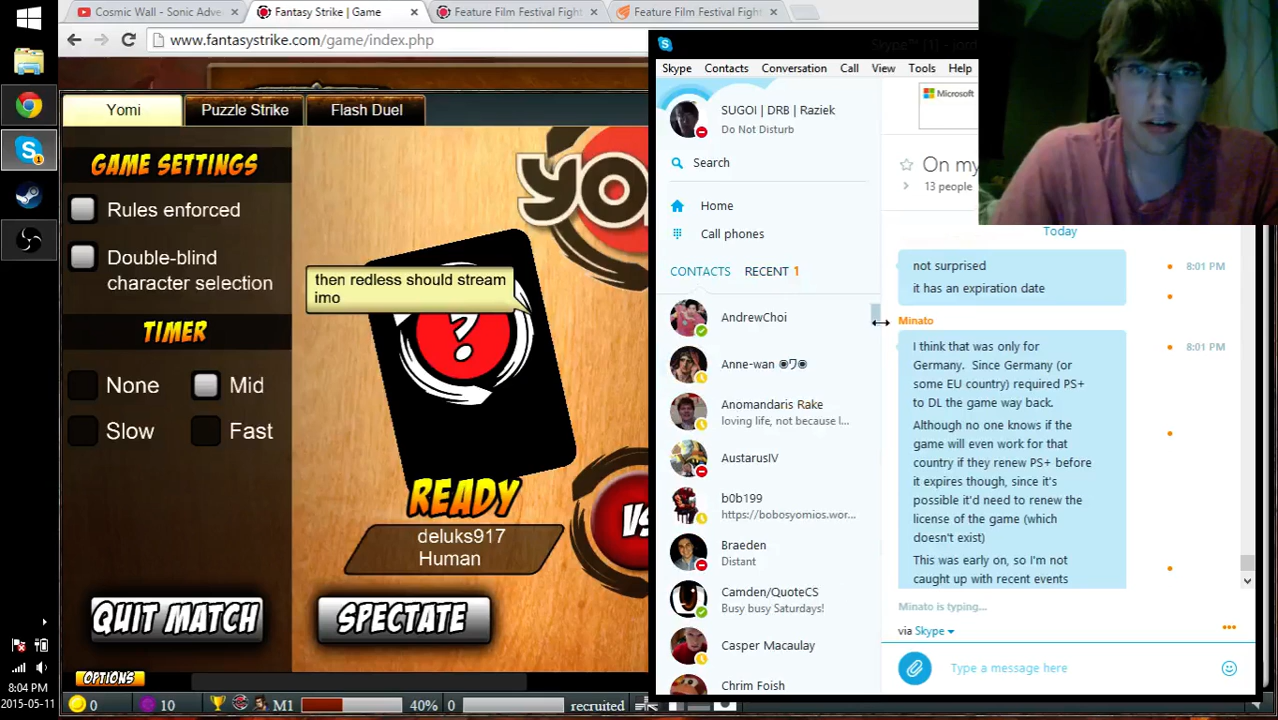 Cosmic Wall - Sonic Adve
Fantasy Strike | Game
Feature Film Festival Fight
Feature Film Festival Fight
www.fantasystrike.com/game/index.php
Yomi
Puzzle Strike
Flash Duel
GAME SETTINGS
Rules enforced
Double-blind
character selection
TIMER
None
Mid
Slow
Fast
then redless should stream
imo
?
READY
deluks917
Human
VS
QUIT MATCH
SPECTATE
OPTIONS
0
10
M1
40%
0
recruited
8:04 PM
2015-05-11
Skype™ [1] - jord
Skype
Contacts
Conversation
Call
View
Tools
Help
SUGOI | DRB | Raziek
Do Not Disturb
Search
Home
Call phones
CONTACTS
RECENT 1
AndrewChoi
Anne-wan ◉ワ◉
Anomandaris Rake
loving life, not because l...
AustarusIV
b0b199
https://bobosyomios.wor...
Braeden
Distant
Camden/QuoteCS
Busy busy Saturdays!
Casper Macaulay
Chrim Foish
Microsoft
On my
13 people
Today
not surprised
8:01 PM
it has an expiration date
Minato
I think that was only for
8:01 PM
Germany. Since Germany (or
some EU country) required PS+
to DL the game way back.
Although no one knows if the
game will even work for that
country if they renew PS+ before
it expires though, since it's
possible it'd need to renew the
license of the game (which
doesn't exist)
This was early on, so I'm not
caught up with recent events
Minato is typing...
via Skype
Type a message here